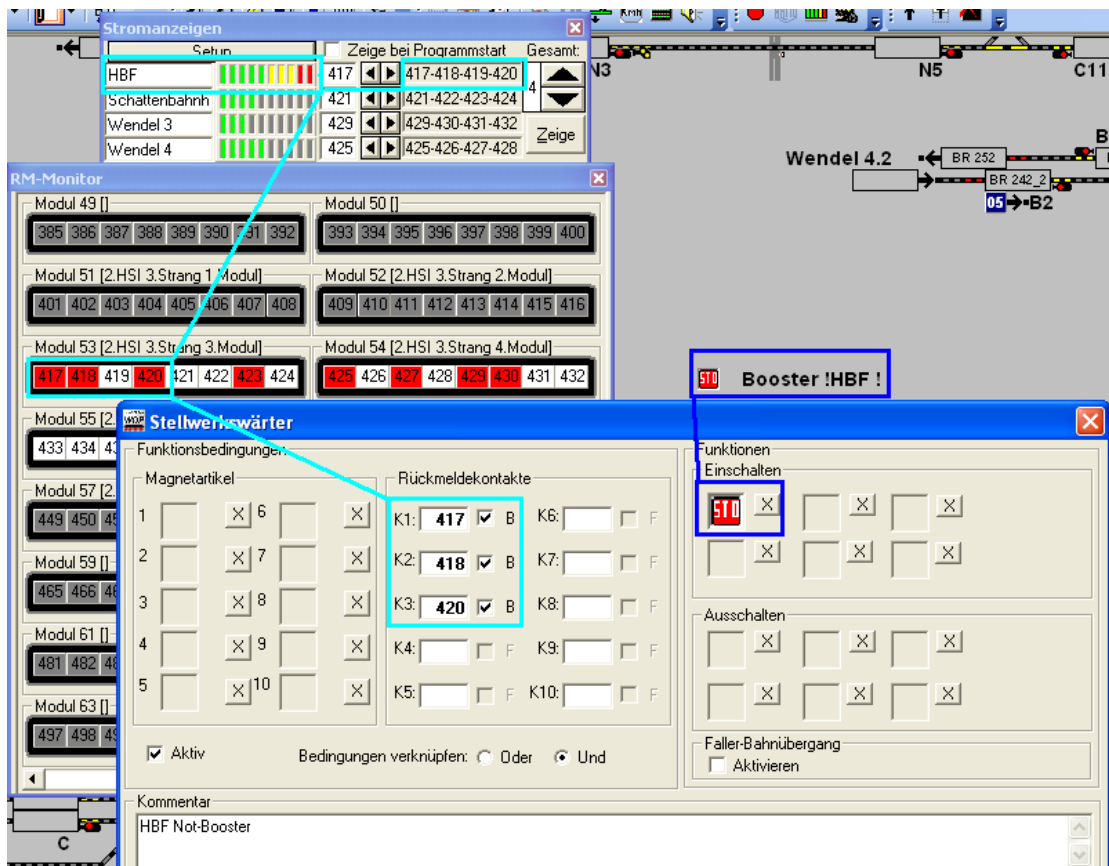 Stromanzeigen
Setup Zeige bei Programmstart Gesamt:
HBF 417 417-418-419-420
4
Schattenbahnh 421 421-422-423-424
Wendel 3 429 429-430-431-432
Zeige
Wendel 4 425 425-426-427-428
N3 N5 C11
B
Wendel 4.2 BR 252
BR 242_2
05 B2
RM-Monitor
Modul 49 [] Modul 50 []
385 386 387 388 389 390 391 392 393 394 395 396 397 398 399 400
Modul 51 [2.HSI 3.Strang 1.Modul] Modul 52 [2.HSI 3.Strang 2.Modul]
401 402 403 404 405 406 407 408 409 410 411 412 413 414 415 416
Modul 53 [2.HSI 3.Strang 3.Modul] Modul 54 [2.HSI 3.Strang 4.Modul]
417 418 419 420 421 422 423 424 425 426 427 428 429 430 431 432
STO Booster !HBF !
Modul 55 [2.
433 434
Modul 57 [2.
449 450
Modul 59 []
465 466
Modul 61 []
481 482
Modul 63 []
497 498
Stellwerkswärter
Funktionsbedingungen
Magnetartikel
1 X 6 X
2 X 7 X
3 X 8 X
4 X 9 X
5 X 10 X
Rückmeldekontakte
K1: 417 B K6: F
K2: 418 B K7: F
K3: 420 B K8: F
K4: F K9: F
K5: F K10: F
Aktiv Bedingungen verknüpfen: Oder Und
Funktionen
Einschalten
STO X X X
X X X
Ausschalten
X X X
X X X
Faller-Bahnübergang
Aktivieren
Kommentar
HBF Not-Booster
C